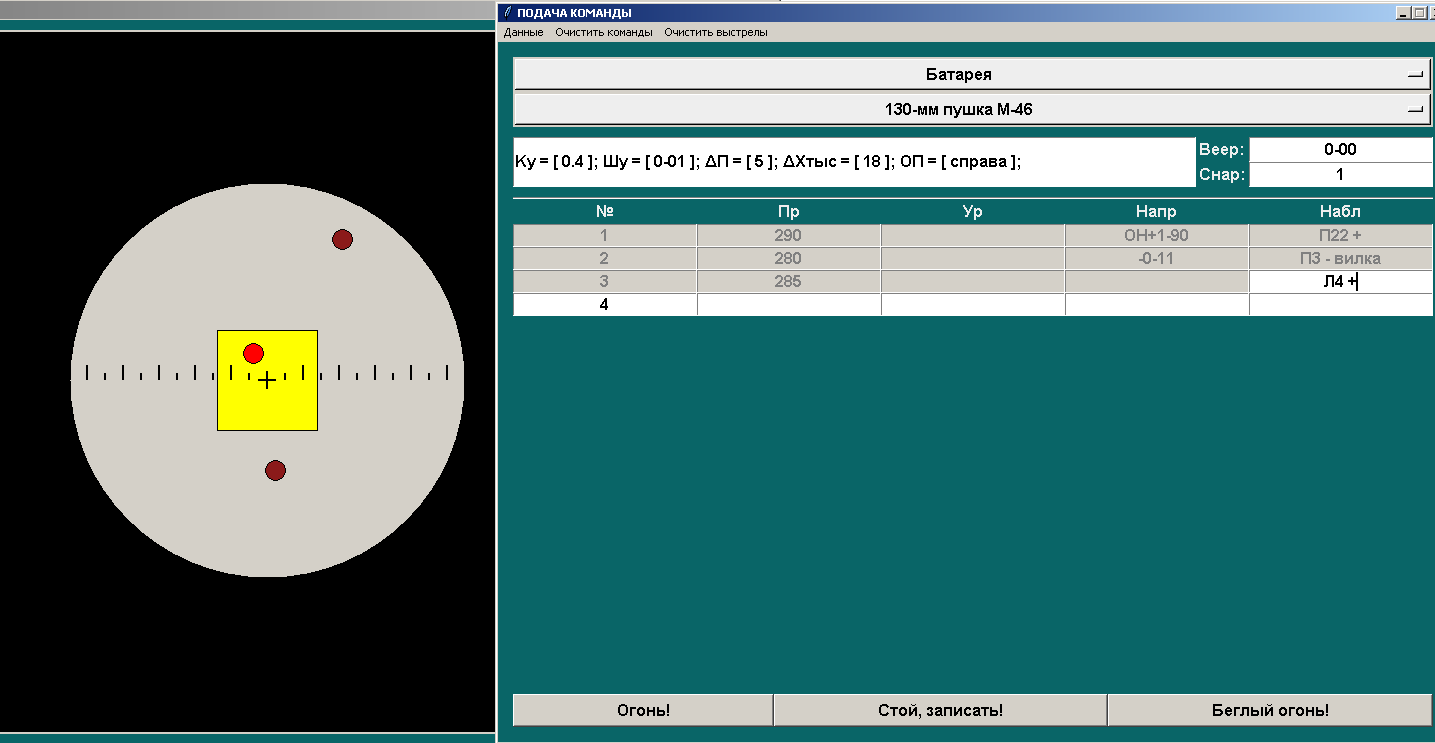 ПОДАЧА КОМАНДЫ
Данные Очистить команды Очистить выстрелы
Батарея
130-мм пушка М-46
Ку = [ 0.4 ]; Шу = [ 0-01 ]; ΔП = [ 5 ]; ΔХтыс = [ 18 ]; ОП = [ справа ];
Веер: 0-00
Снар: 1
№ Пр Ур Напр Набл
1 290 ОН+1-90 П22 +
2 280 -0-11 П3 - вилка
3 285 Л4 +
4
Огонь! Стой, записать! Беглый огонь!